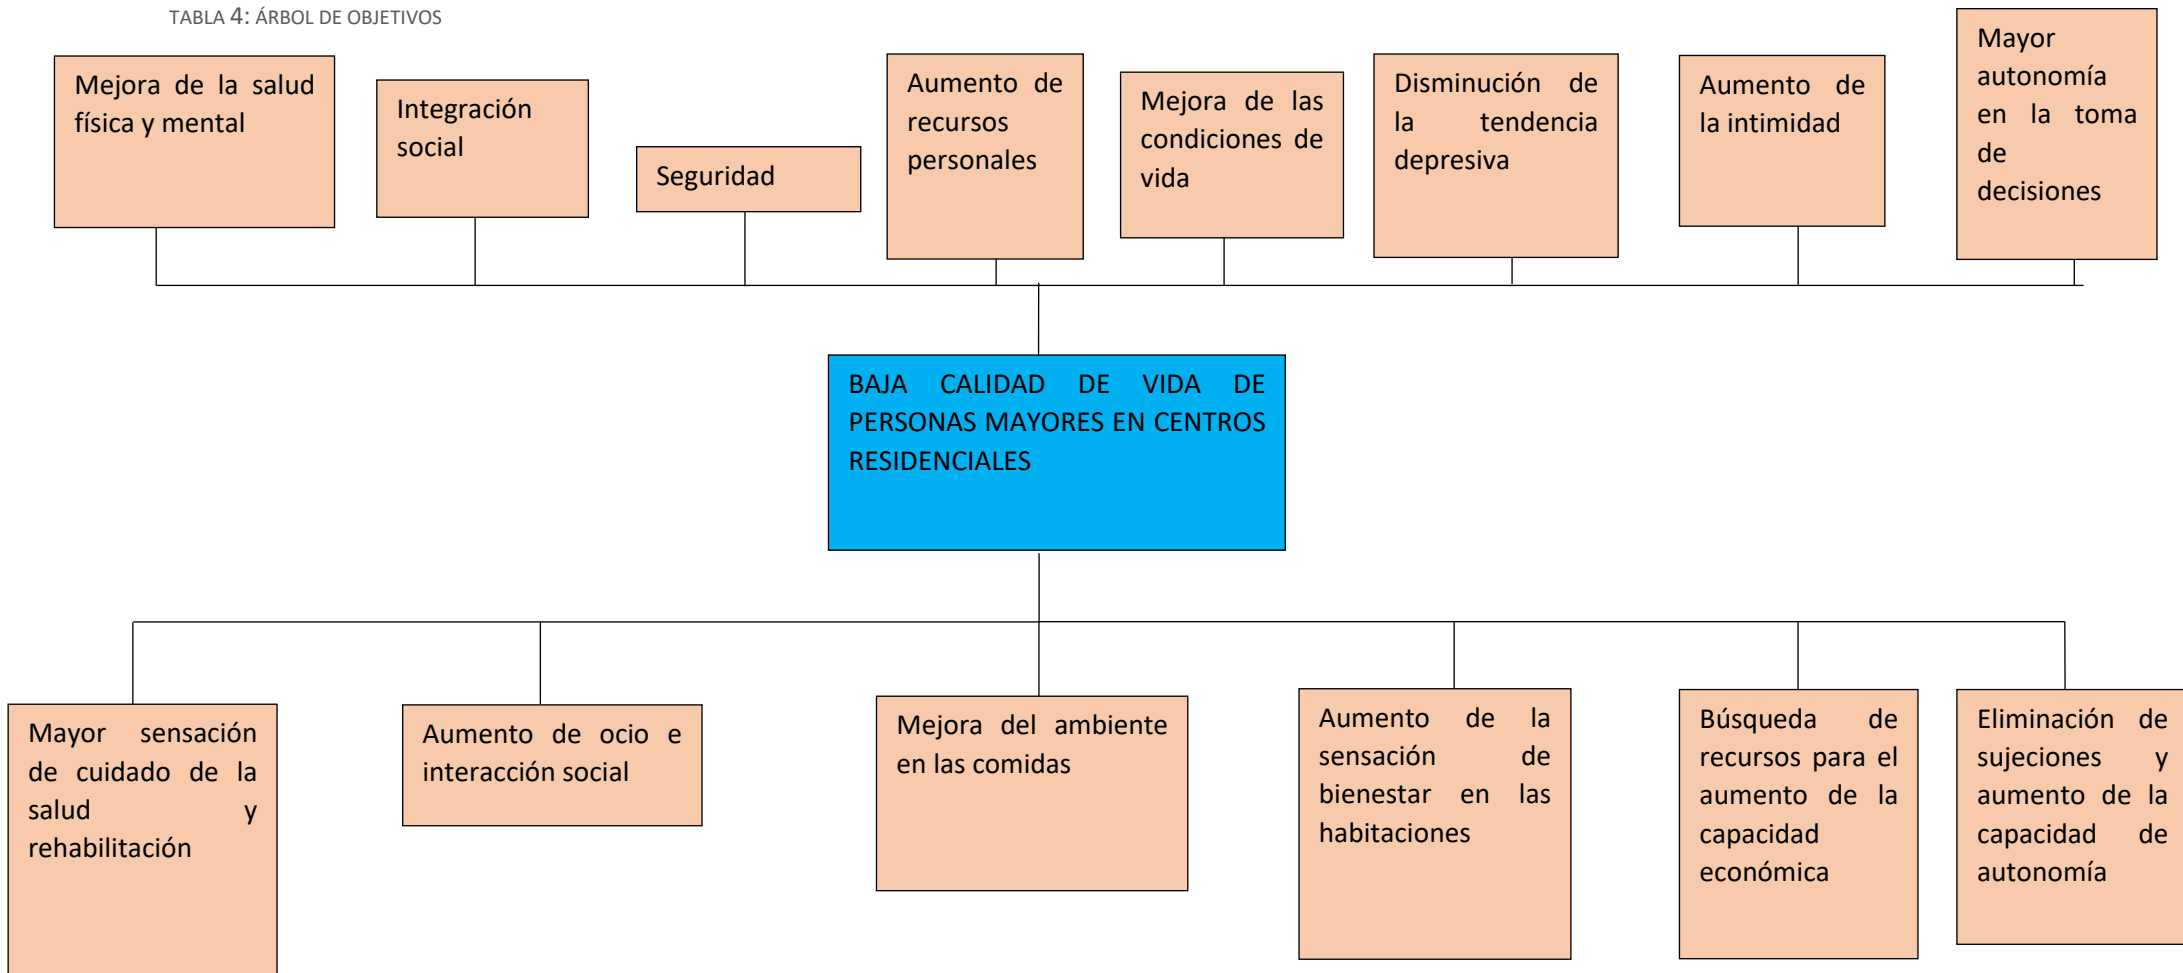 TABLA 4: ÁRBOL DE OBJETIVOS
Mejora de la salud
física y mental
Integración
social
Seguridad
Aumento de
recursos
personales
Mejora de las
condiciones de
vida
Disminución de
la tendencia
depresiva
Aumento de
la intimidad
Mayor
autonomía
en la toma
de
decisiones
BAJA CALIDAD DE VIDA DE
PERSONAS MAYORES EN CENTROS
RESIDENCIALES
Mayor sensación
de cuidado de la
salud y
rehabilitación
Aumento de ocio e
interacción social
Mejora del ambiente
en las comidas
Aumento de la
sensación de
bienestar en las
habitaciones
Búsqueda de
recursos para el
aumento de la
capacidad
económica
Eliminación de
sujeciones y
aumento de la
capacidad de
autonomía